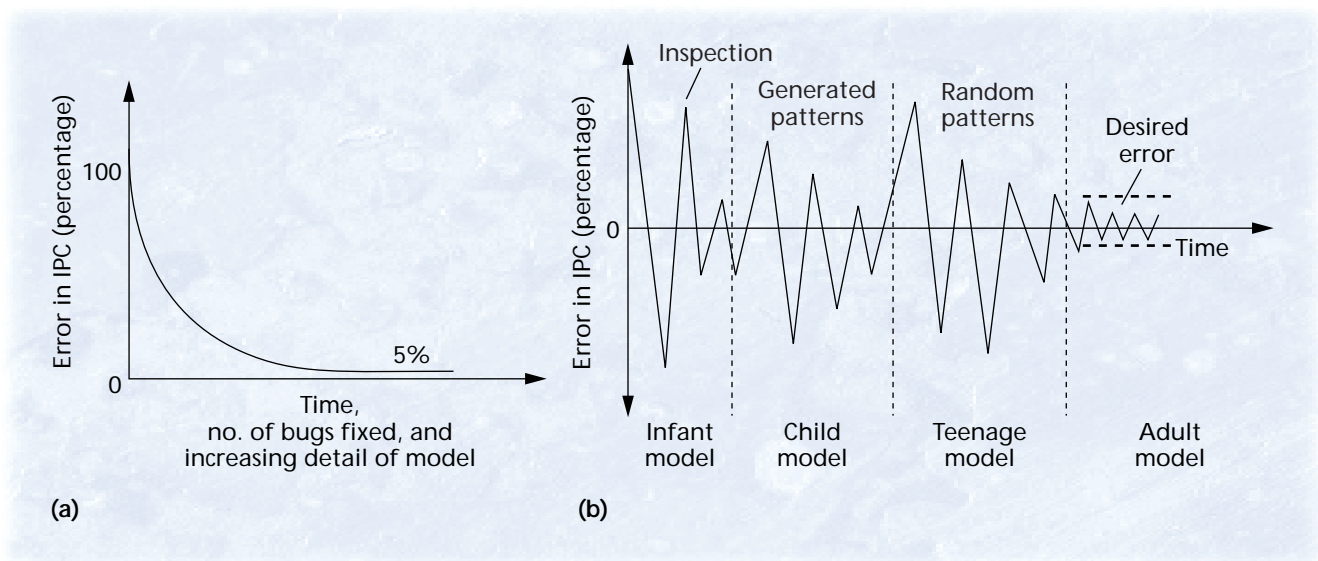 Error in IPC (percentage)
100
0
5%
Time,
no. of bugs fixed, and
increasing detail of model
(a)
Error in IPC (percentage)
0
Inspection
Generated
patterns
Random
patterns
Desired
error
Time
Infant
model
Child
model
Teenage
model
Adult
model
(b)